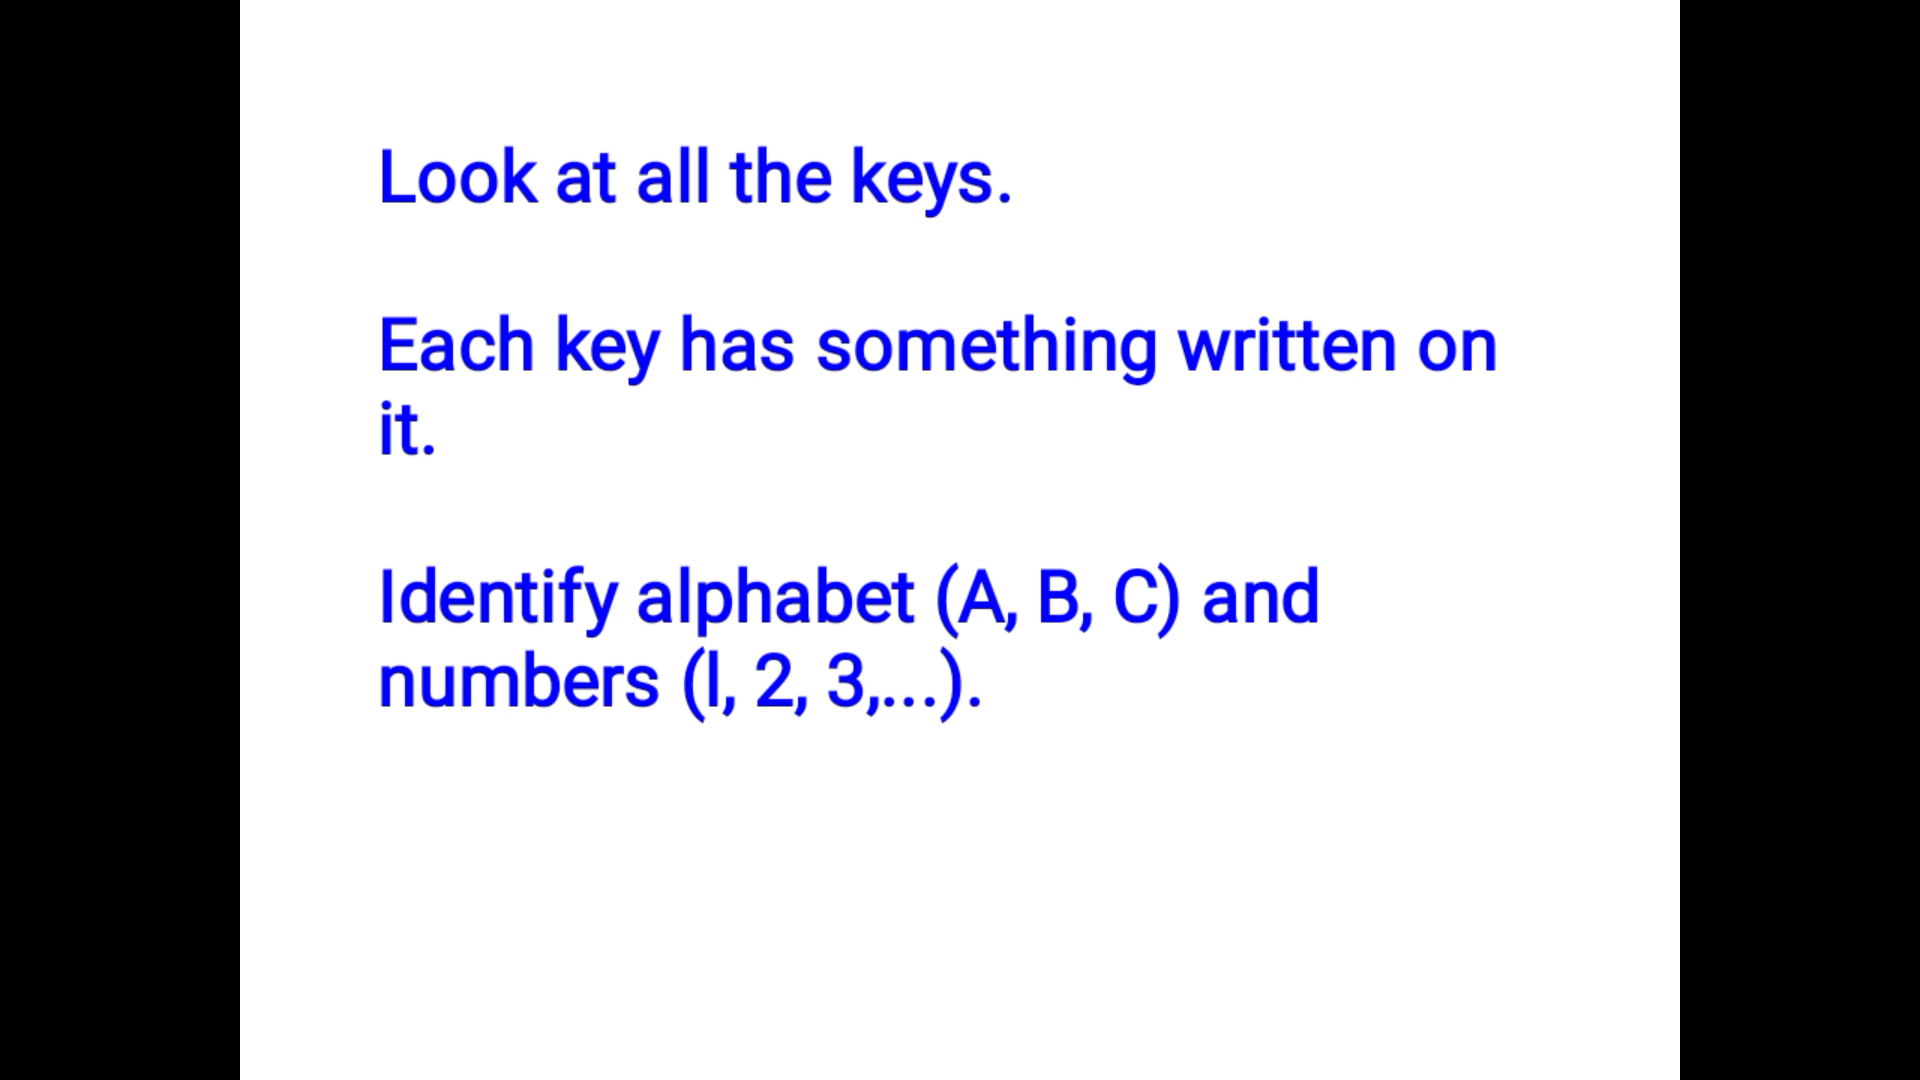 Look at all the keys.
Each key has something written on
it.
Identify alphabet (A, B, C) and
numbers (l, 2, 3,...).